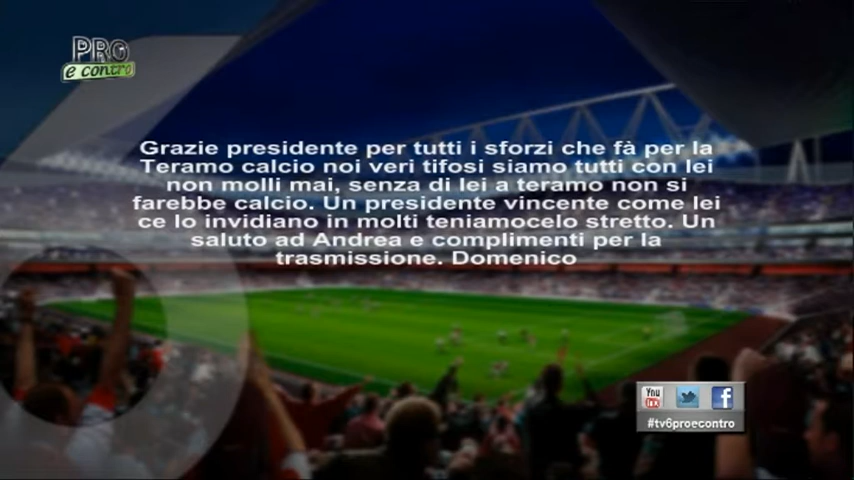 PRO
e contro
Grazie presidente per tutti i sforzi che fà per la
Teramo calcio noi veri tifosi siamo tutti con lei
non molli mai, senza di lei a teramo non si
farebbe calcio. Un presidente vincente come lei
ce lo invidiano in molti teniamocelo stretto. Un
saluto ad Andrea e complimenti per la
trasmissione. Domenico
You
#tv6proecontro